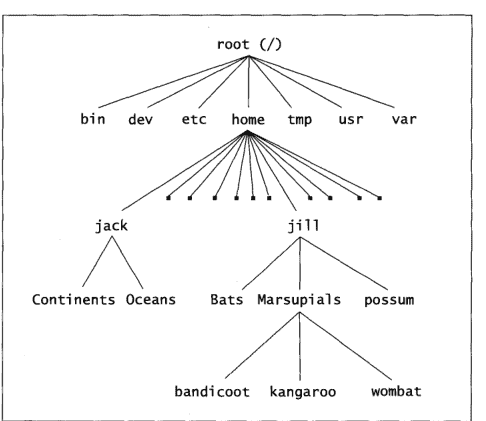 root (/)
bin dev etc home tmp usr var
jack jill
Continents Oceans Bats Marsupials possum
bandicoot kangaroo wombat